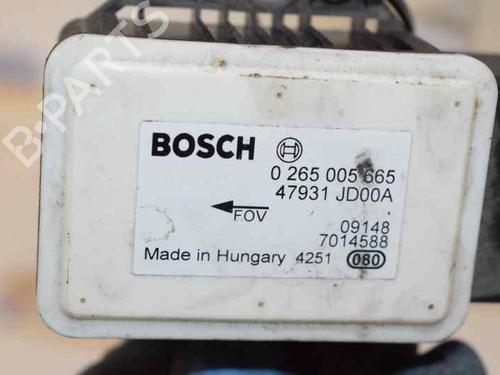 B-PARTS
BOSCH
0 265 005 665
47931 JD00A
FOV
09148
7014588
Made in Hungary 4251 080